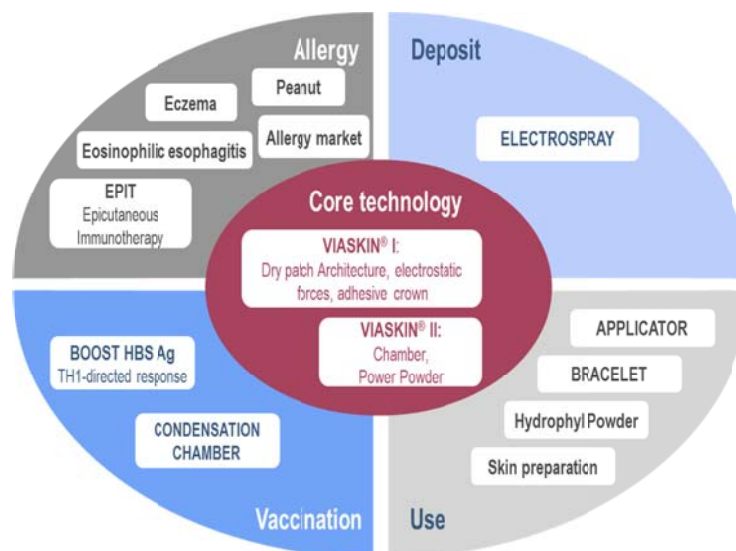 Allergy
Eczema
Peanut
Eosinophilic esophagitis
Allergy market
EPIT
Epicutaneous
Immunotherapy
Deposit
ELECTROSPRAY
Core technology
VIASKIN® I:
Dry patch Architecture, electrostatic
forces, adhesive crown
VIASKIN® II:
Chamber,
Power Powder
BOOST HBS Ag
TH1-directed response
CONDENSATION
CHAMBER
Vaccination
APPLICATOR
BRACELET
Hydrophyl Powder
Skin preparation
Use